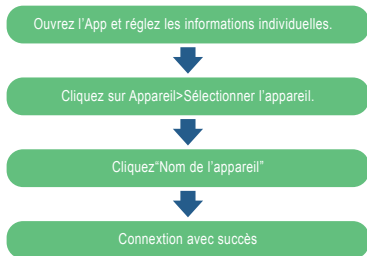 Ouvrez l'App et réglez les informations individuelles.
Cliquez sur Appareil>Sélectionner l'appareil.
Cliquez“Nom de l'appareil”
Connextion avec succès